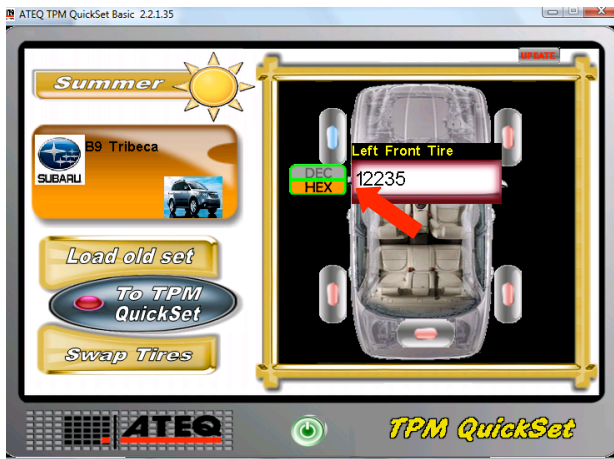 ATEQ TPM QuickSet Basic 2.2.1.35
UPDATE
Summer
B9 Tribeca
SUBARU
Left Front Tire
DEC
HEX
12235
Load old set
To TPM
QuickSet
Swap Tires
ATEQ
TPM QuickSet